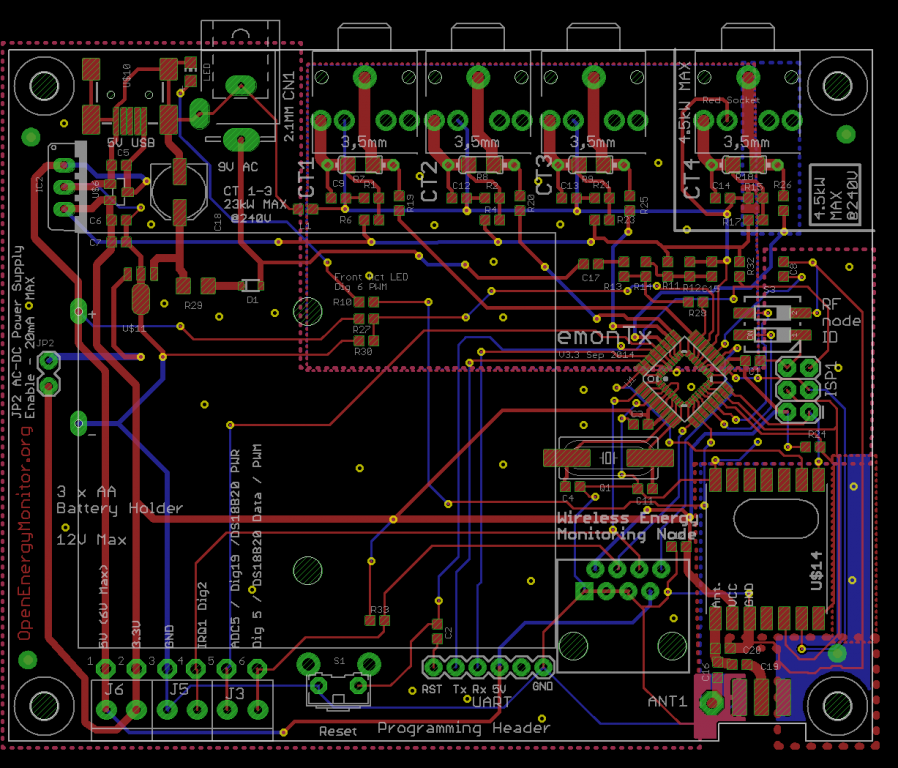 LED
CN1
2.1MM
5V USB
9V AC
CT 1-3
23kW MAX
@240V
C5
C6
C7
IC2
C18
R29
D1
U$11
CT1
CT2
CT3
CT4
3,5mm
3,5mm
3,5mm
3,5mm
4.5kW MAX
Red Socket
4.5kW
MAX
@240V
C9
R7
R1
R6
R19
C12
R8
R2
R4
R20
C13
R9
R21
R23
R25
C14
R18
R15
R17
R26
C17
R13
R14
R11
R32
R28
Front Act LED
Dig 6 PWM
R10
R27
R30
emonTx
V3.3 Sep 2014
RF
node
ID
ISP1
R24
JP2
JP2 AC-DC Power Supply
Enable - 20mA MAX
+
-
OpenEnergyMonitor.org
3 x AA
Battery Holder
12V Max
C3
C4
Q1
C11
Wireless Energy
Monitoring Node
U$14
Ant.
VCC
GND
5V (6V Max)
3.3V
GND
IRQ1 Dig2
ADC5 / Dig19 /DS18B20 PWR
Dig 5 / DS18B20 Data / PWM
R33
C2
1 2 3 4 5 6
J6 J5 J3
S1
Reset
RST Tx Rx 5V GND
UART
Programming Header
ANT1
C16
C20
C19